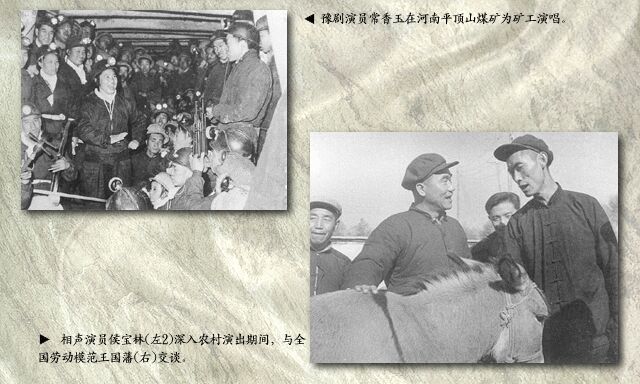 ◀ 豫剧演员常香玉在河南平顶山煤矿为矿工演唱。
▶ 相声演员侯宝林(左2)深入农村演出期间，与全
国劳动模范王国藩(右)交谈。